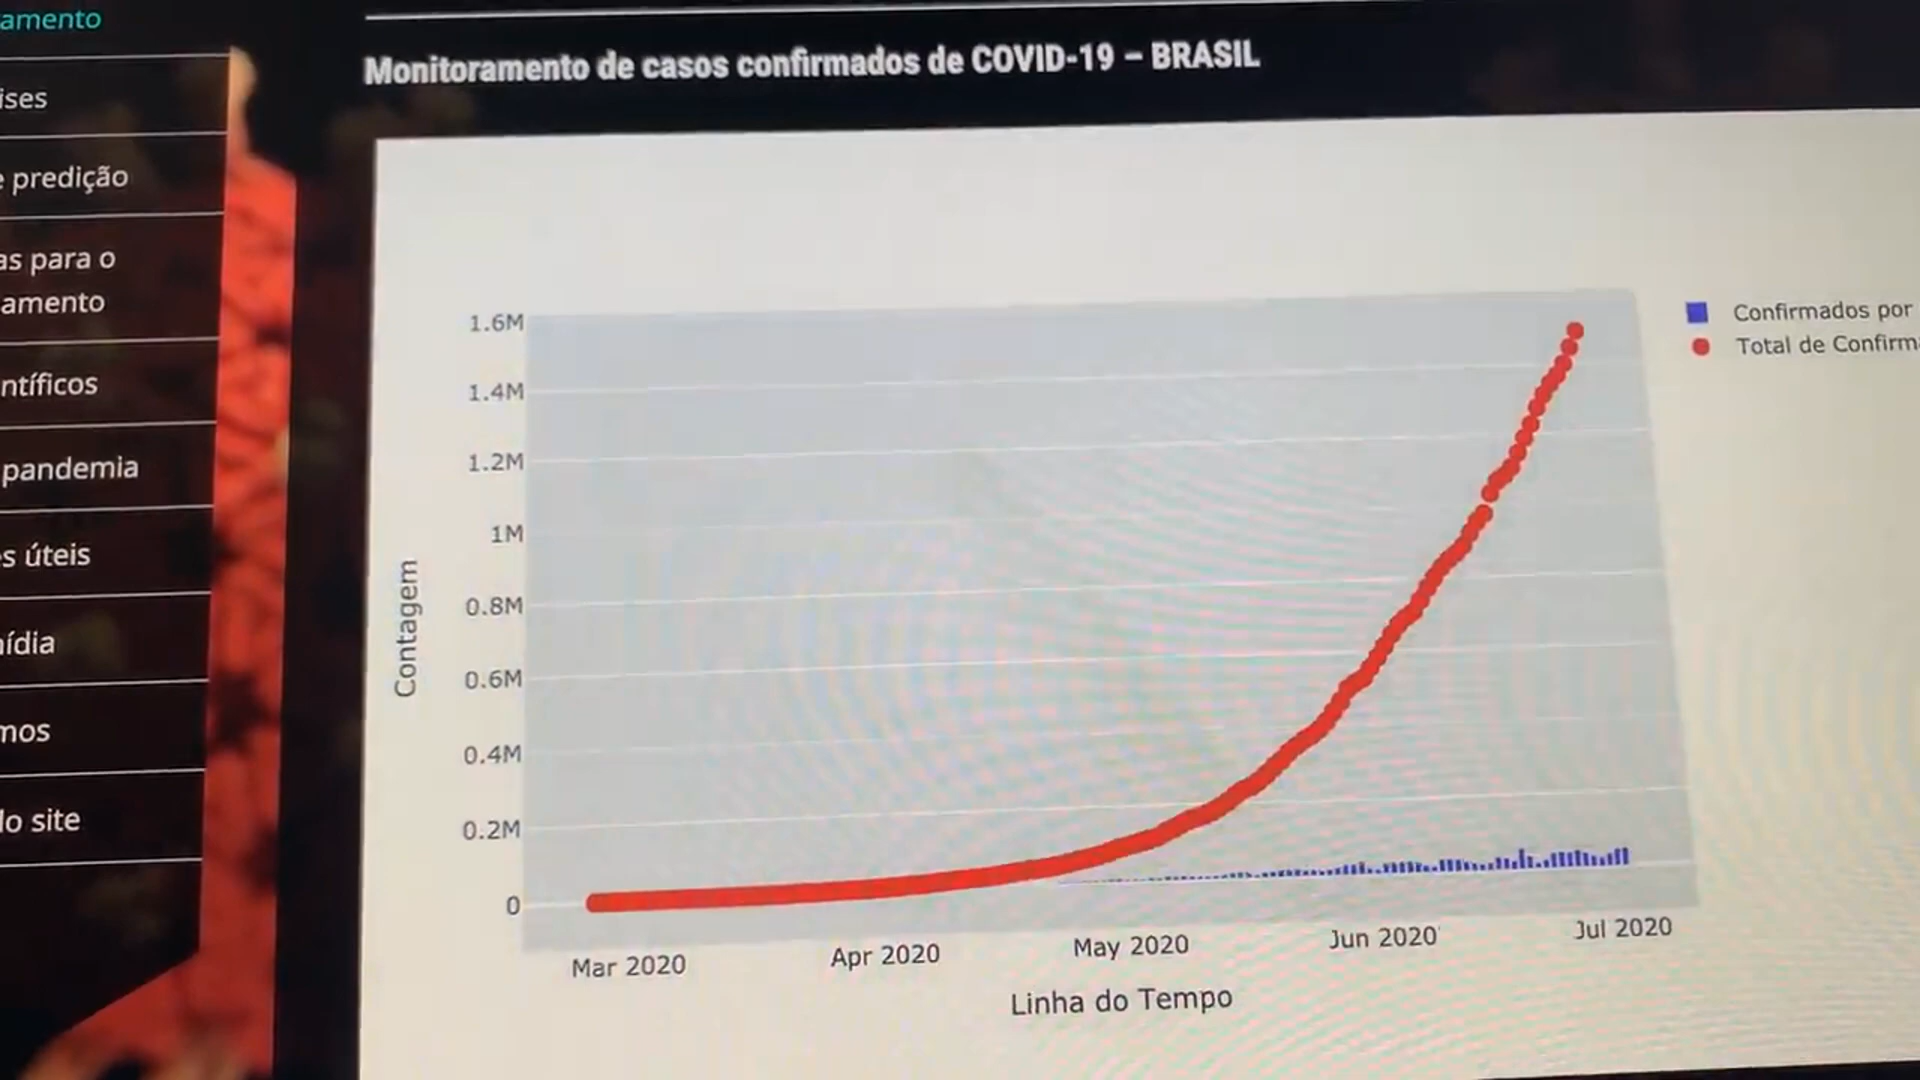 amento
ises
e predição
as para o
amento
ntíficos
pandemia
s úteis
ídia
mos
lo site
Monitoramento de casos confirmados de COVID-19 – BRASIL
1.6M
1.4M
1.2M
1M
0.8M
0.6M
0.4M
0.2M
0
Contagem
Mar 2020
Apr 2020
May 2020
Jun 2020
Jul 2020
Linha do Tempo
Confirmados por
Total de Confirma